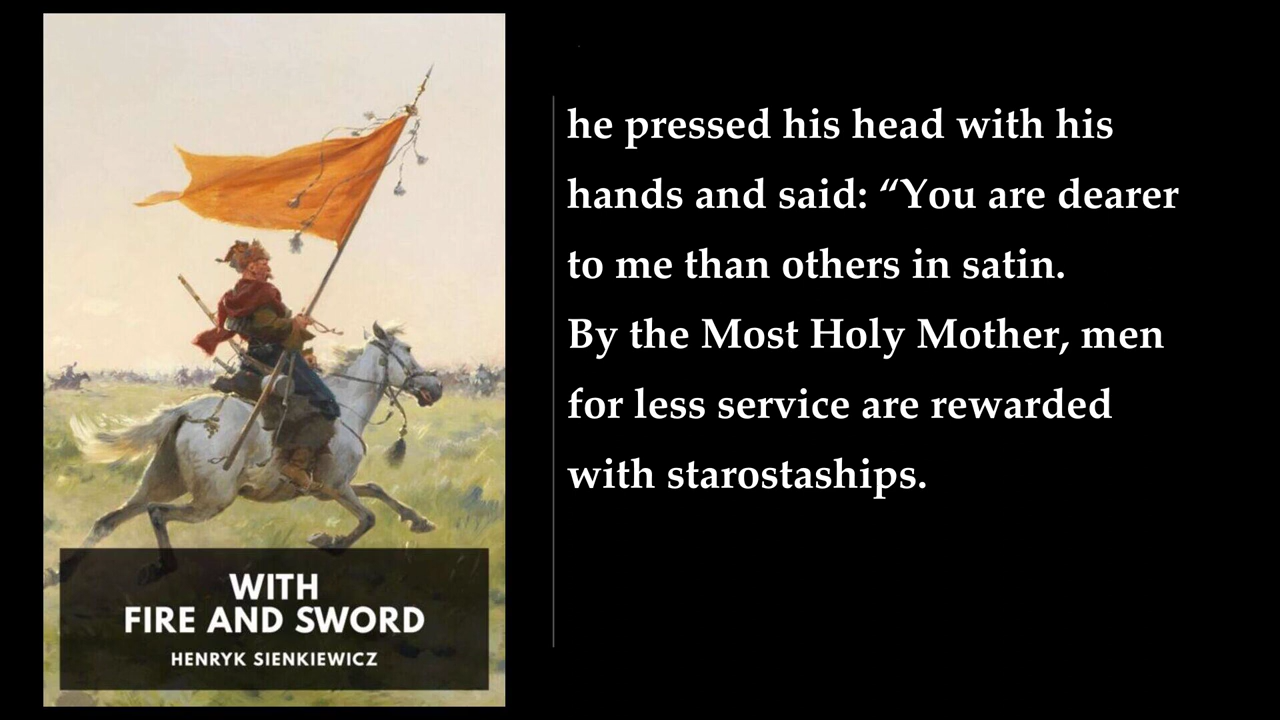 he pressed his head with his
hands and said: “You are dearer
to me than others in satin.
By the Most Holy Mother, men
for less service are rewarded
with starostaships.
WITH
FIRE AND SWORD
HENRYK SIENKIEWICZ